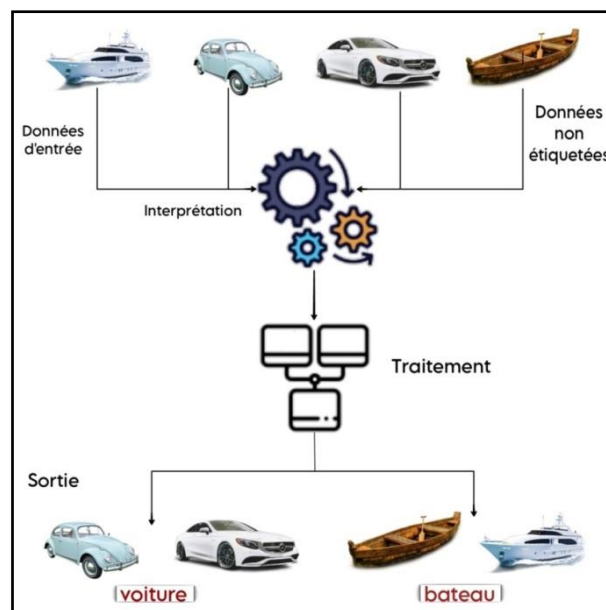 Données
d'entrée
Données
non
étiquetées
Interprétation
Traitement
Sortie
voiture
bateau